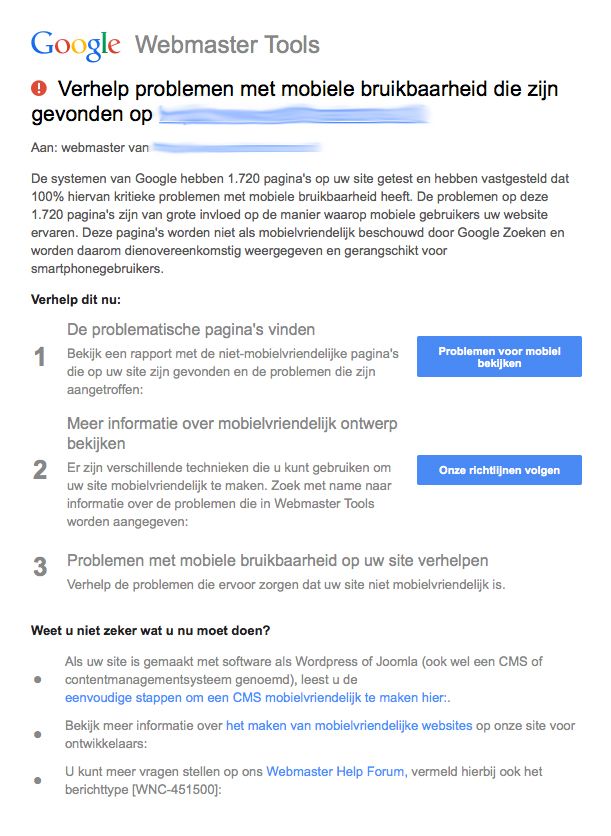 Google Webmaster Tools
Verhelp problemen met mobiele bruikbaarheid die zijn
gevonden op
Aan: webmaster van
De systemen van Google hebben 1.720 pagina's op uw site getest en hebben vastgesteld dat
100% hiervan kritieke problemen met mobiele bruikbaarheid heeft. De problemen op deze
1.720 pagina's zijn van grote invloed op de manier waarop mobiele gebruikers uw website
ervaren. Deze pagina's worden niet als mobielvriendelijk beschouwd door Google Zoeken en
worden daarom dienovereenkomstig weergegeven en gerangschikt voor
smartphonegebruikers.
Verhelp dit nu:
1
De problematische pagina's vinden
Bekijk een rapport met de niet-mobielvriendelijke pagina's
die op uw site zijn gevonden en de problemen die zijn
aangetroffen:
Problemen voor mobiel
bekijken
2
Meer informatie over mobielvriendelijk ontwerp
bekijken
Er zijn verschillende technieken die u kunt gebruiken om
uw site mobielvriendelijk te maken. Zoek met name naar
informatie over de problemen die in Webmaster Tools
worden aangegeven:
Onze richtlijnen volgen
3
Problemen met mobiele bruikbaarheid op uw site verhelpen
Verhelp de problemen die ervoor zorgen dat uw site niet mobielvriendelijk is.
Weet u niet zeker wat u nu moet doen?
Als uw site is gemaakt met software als Wordpress of Joomla (ook wel een CMS of
contentmanagementsysteem genoemd), leest u de
eenvoudige stappen om een CMS mobielvriendelijk te maken hier:.
Bekijk meer informatie over het maken van mobielvriendelijke websites op onze site voor
ontwikkelaars:
U kunt meer vragen stellen op ons Webmaster Help Forum, vermeld hierbij ook het
berichttype [WNC-451500]: